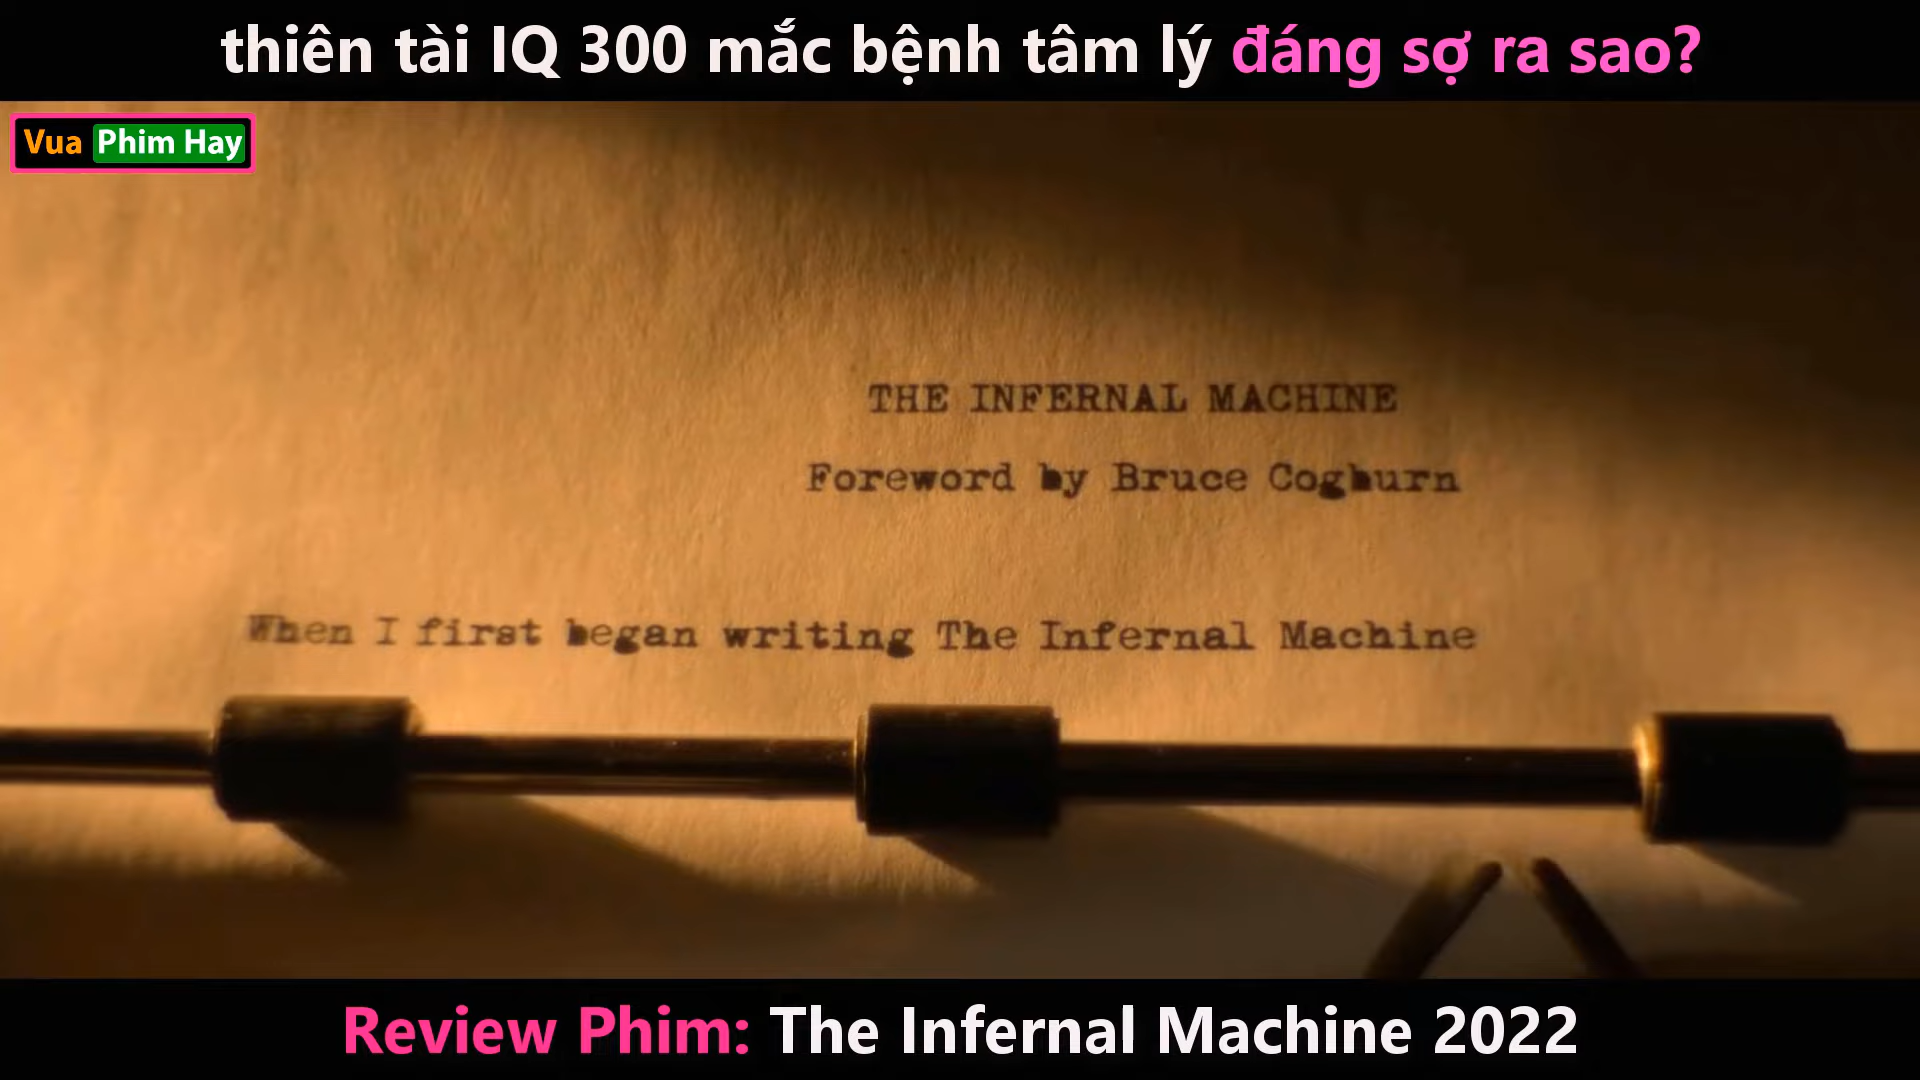 thiên tài IQ 300 mắc bệnh tâm lý đáng sợ ra sao?
Vua Phim Hay
THE INFERNAL MACHINE
Foreword by Bruce Cogburn
When I first began writing The Infernal Machine
Review Phim: The Infernal Machine 2022